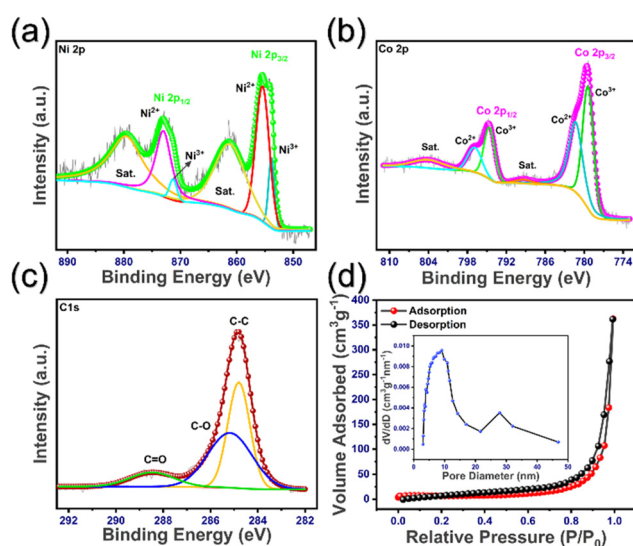 (a)
Ni 2p
Ni 2p3/2
Ni 2p1/2
Ni2+
Ni2+
Ni3+
Ni3+
Sat.
Sat.
Intensity (a.u.)
890 880 870 860 850
Binding Energy (eV)
(b)
Co 2p
Co 2p3/2
Co 2p1/2
Co3+
Co2+
Co2+
Co3+
Sat.
Sat.
Intensity (a.u.)
810 804 798 792 786 780 774
Binding Energy (eV)
(c)
C1s
C-C
C-O
C=O
Intensity (a.u.)
292 290 288 286 284 282
Binding Energy (eV)
(d)
Adsorption
Desorption
Volume Adsorbed (cm3g-1)
400
350
300
250
200
150
100
50
0
0.0 0.2 0.4 0.6 0.8 1.0
Relative Pressure (P/P0)
dV/dD (cm3g-1nm-1)
0.010
0.008
0.006
0.004
0.002
0.000
0 10 20 30 40 50
Pore Diameter (nm)